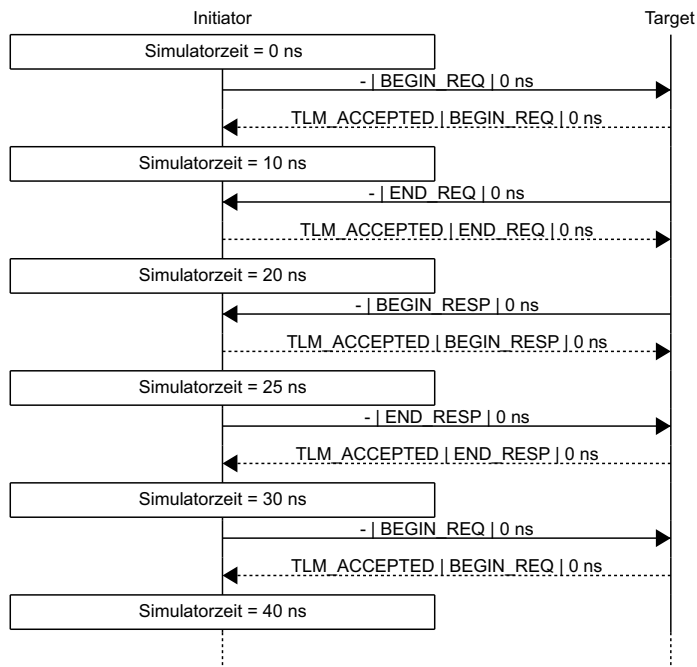 Initiator Target
Simulatorzeit = 0 ns
- | BEGIN_REQ | 0 ns
TLM_ACCEPTED | BEGIN_REQ | 0 ns
Simulatorzeit = 10 ns
- | END_REQ | 0 ns
TLM_ACCEPTED | END_REQ | 0 ns
Simulatorzeit = 20 ns
- | BEGIN_RESP | 0 ns
TLM_ACCEPTED | BEGIN_RESP | 0 ns
Simulatorzeit = 25 ns
- | END_RESP | 0 ns
TLM_ACCEPTED | END_RESP | 0 ns
Simulatorzeit = 30 ns
- | BEGIN_REQ | 0 ns
TLM_ACCEPTED | BEGIN_REQ | 0 ns
Simulatorzeit = 40 ns